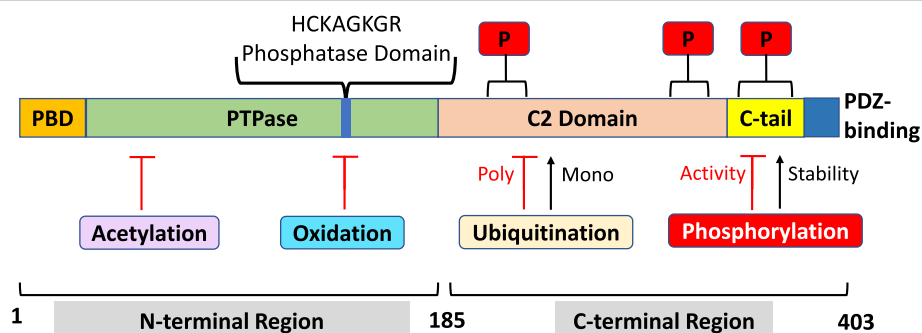 HCKAGKGR
Phosphatase Domain
P
P
P
PBD
PTPase
C2 Domain
C-tail
PDZ-
binding
Poly
Mono
Activity
Stability
Acetylation
Oxidation
Ubiquitination
Phosphorylation
1
N-terminal Region
185
C-terminal Region
403